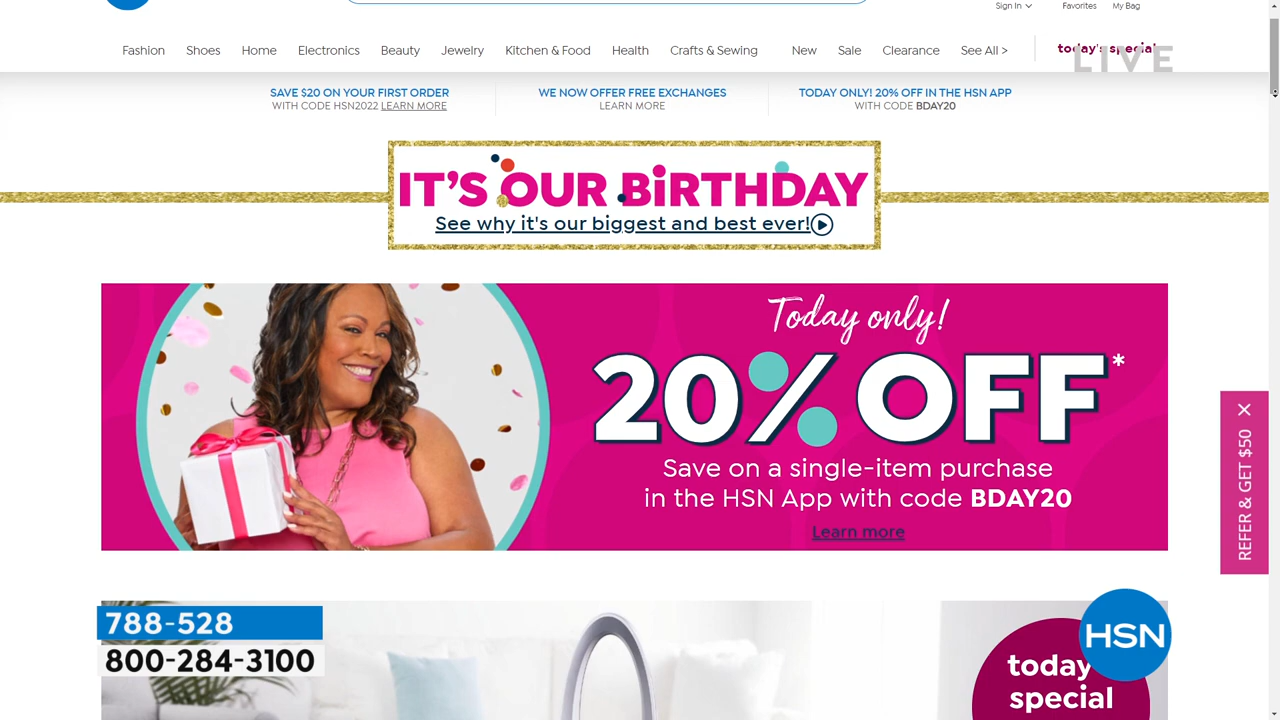 Sign In
Favorites
My Bag
Fashion Shoes Home Electronics Beauty Jewelry Kitchen & Food Health Crafts & Sewing New Sale Clearance See All >
today's special
LIVE
SAVE $20 ON YOUR FIRST ORDER
WITH CODE HSN2022 LEARN MORE
WE NOW OFFER FREE EXCHANGES
LEARN MORE
TODAY ONLY! 20% OFF IN THE HSN APP
WITH CODE BDAY20
IT'S OUR BiRTHDAY
See why it's our biggest and best ever!
Today only!
20% OFF*
Save on a single-item purchase
in the HSN App with code BDAY20
Learn more
REFER & GET $50
788-528
800-284-3100
HSN
today
special